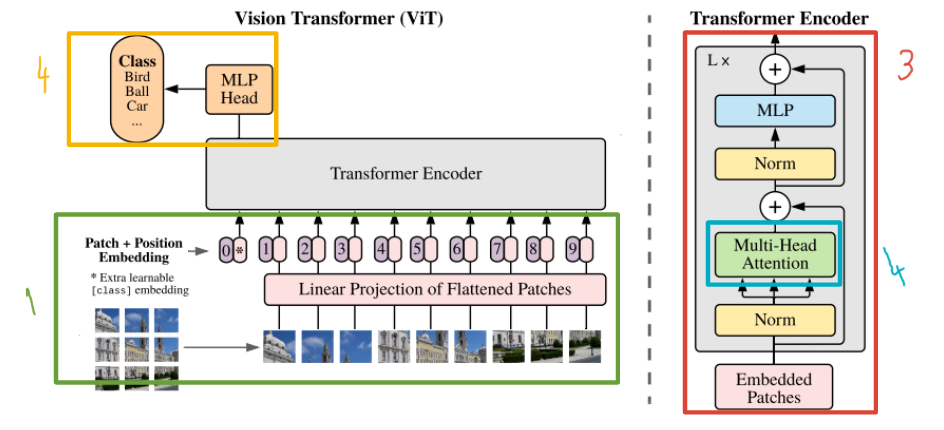 Vision Transformer (ViT)
4
Class
Bird
Ball
Car
...
MLP
Head
Transformer Encoder
Patch + Position
Embedding
* Extra learnable
[class] embedding
0 *
1
2
3
4
5
6
7
8
9
Linear Projection of Flattened Patches
1
Transformer Encoder
3
L ×
+
MLP
Norm
+
Multi-Head
Attention
4
Norm
Embedded
Patches